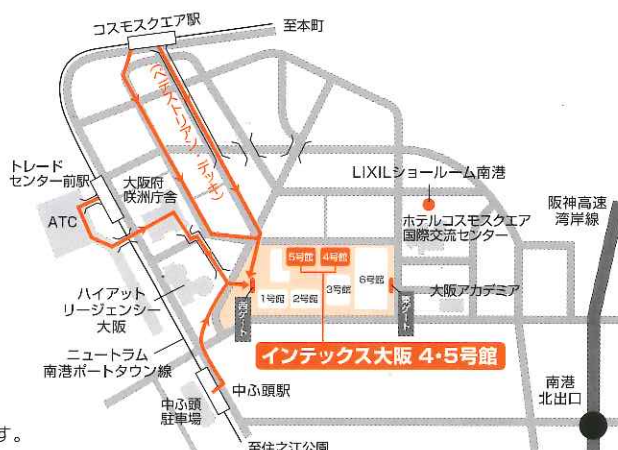 コスモスクエア駅
至本町
(ペデストリアン・デッキ)
トレード
センター前駅
大阪府
咲洲庁舎
LIXILショールーム南港
阪神高速
湾岸線
ATC
ホテルコスモスクエア
国際交流センター
5号館
4号館
6号館
3号館
1号館
2号館
西ゲート
東ゲート
大阪アカデミア
ハイアット
リージェンシー
大阪
インテックス大阪 4・5号館
ニュートラム
南港ポートタウン線
中ふ頭駅
中ふ頭
駐車場
南港
北出口
す。
至住之江公園